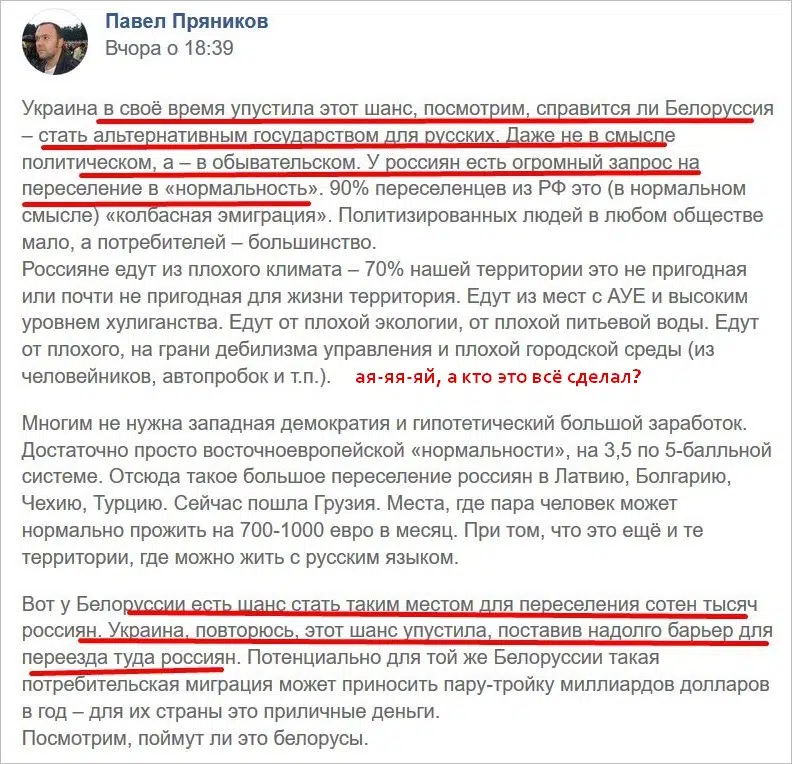 Павел Пряников
Вчора о 18:39
Украина в своё время упустила этот шанс, посмотрим, справится ли Белоруссия
– стать альтернативным государством для русских. Даже не в смысле
политическом, а – в обывательском. У россиян есть огромный запрос на
переселение в «нормальность». 90% переселенцев из РФ это (в нормальном
смысле) «колбасная эмиграция». Политизированных людей в любом обществе
мало, а потребителей – большинство.
Россияне едут из плохого климата – 70% нашей территории это не пригодная
или почти не пригодная для жизни территория. Едут из мест с АУЕ и высоким
уровнем хулиганства. Едут от плохой экологии, от плохой питьевой воды. Едут
от плохого, на грани дебилизма управления и плохой городской среды (из
человейников, автопробок и т.п.). ая-яя-яй, а кто это всё сделал?
Многим не нужна западная демократия и гипотетический большой заработок.
Достаточно просто восточноевропейской «нормальности», на 3,5 по 5-балльной
системе. Отсюда такое большое переселение россиян в Латвию, Болгарию,
Чехию, Турцию. Сейчас пошла Грузия. Места, где пара человек может
нормально прожить на 700-1000 евро в месяц. При том, что это ещё и те
территории, где можно жить с русским языком.
Вот у Белоруссии есть шанс стать таким местом для переселения сотен тысяч
россиян. Украина, повторюсь, этот шанс упустила, поставив надолго барьер для
переезда туда россиян. Потенциально для той же Белоруссии такая
потребительская миграция может приносить пару-тройку миллиардов долларов
в год – для их страны это приличные деньги.
Посмотрим, поймут ли это белорусы.